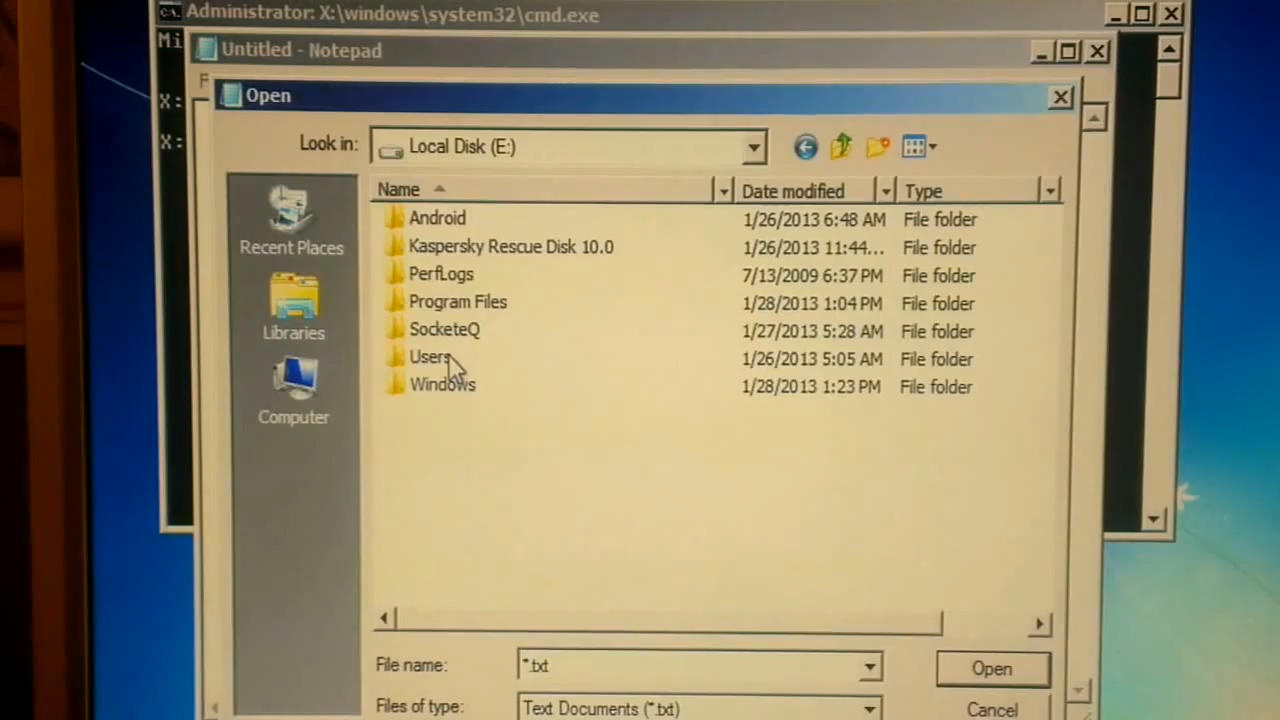 Administrator: X:\windows\system32\cmd.exe
Mi
Untitled - Notepad
F
X:
Open
X:
Look in: Local Disk (E:)
Name Date modified Type
Android 1/26/2013 6:48 AM File folder
Kaspersky Rescue Disk 10.0 1/26/2013 11:44... File folder
PerfLogs 7/13/2009 6:37 PM File folder
Program Files 1/28/2013 1:04 PM File folder
SocketeQ 1/27/2013 5:28 AM File folder
Users 1/26/2013 5:05 AM File folder
Windows 1/28/2013 1:23 PM File folder
Recent Places
Libraries
Computer
File name: *.txt Open
Files of type: Text Documents (*.txt) Cancel